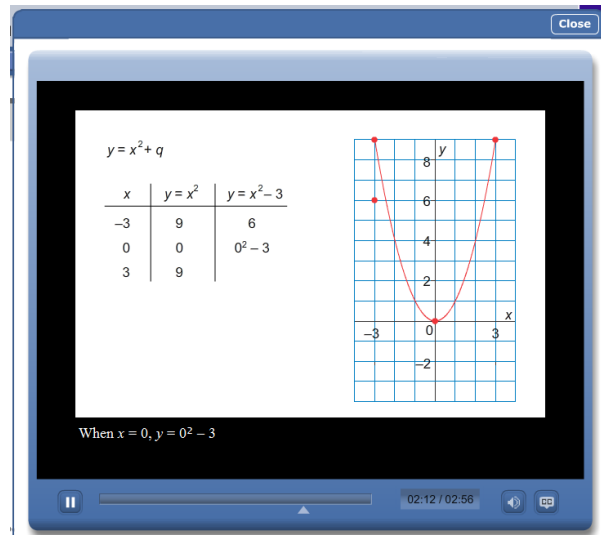 Close
y = x² + q
x y = x² y = x² – 3
–3 9 6
0 0 0² – 3
3 9
y
8
6
4
2
x
–3 0 3
–2
When x = 0, y = 0² – 3
02:12 / 02:56